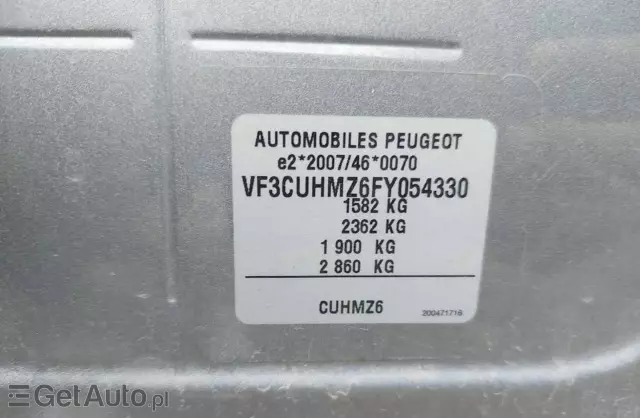 AUTOMOBILES PEUGEOT
e2*2007/46*0070
VF3CUHMZ6FY054330
1582 KG
2362 KG
1 900 KG
2 860 KG
CUHMZ6
200471716
GetAuto.pl